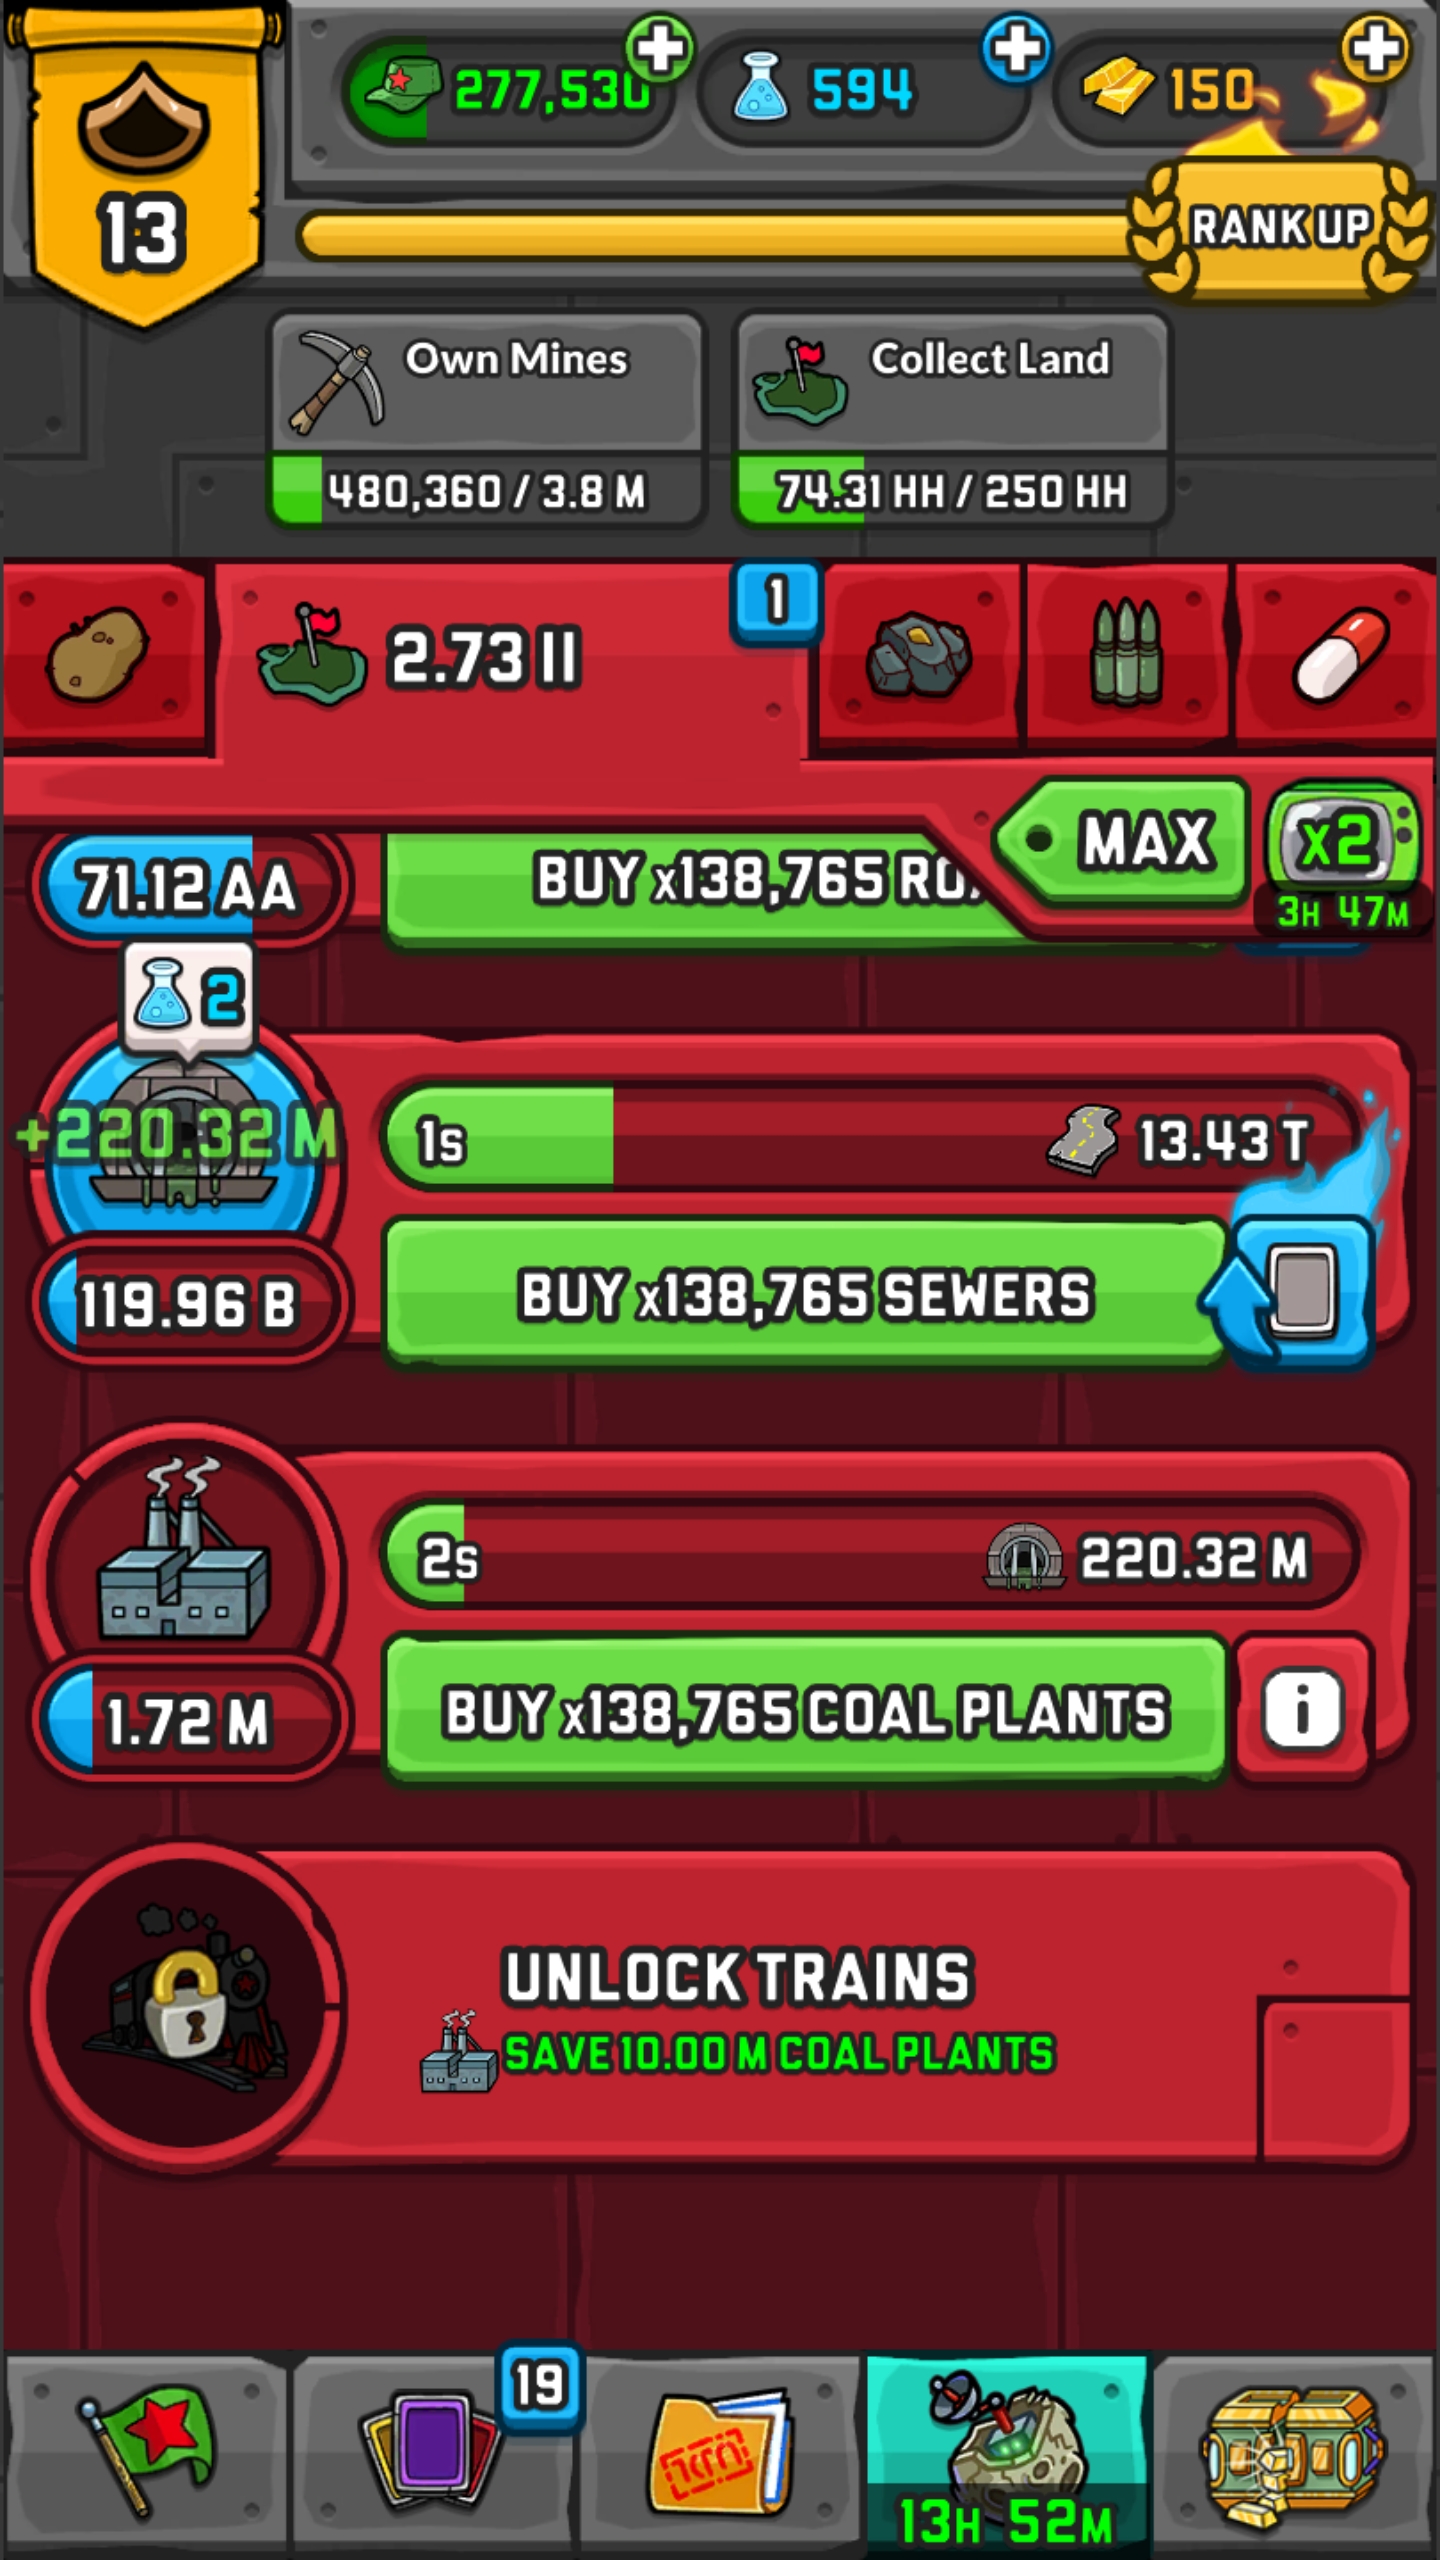 277,530
594
150
13
RANK UP
Own Mines
Collect Land
480,360 / 3.8 M
74.31 HH / 250 HH
2.73 II
1
MAX
x2
3H 47M
71.12 AA
BUY x138,765
2
+220.32 M
1s
13.43 T
119.96 B
BUY x138,765 SEWERS
2s
220.32 M
1.72 M
BUY x138,765 COAL PLANTS
i
UNLOCK TRAINS
SAVE 10.00 M COAL PLANTS
19
13H 52M